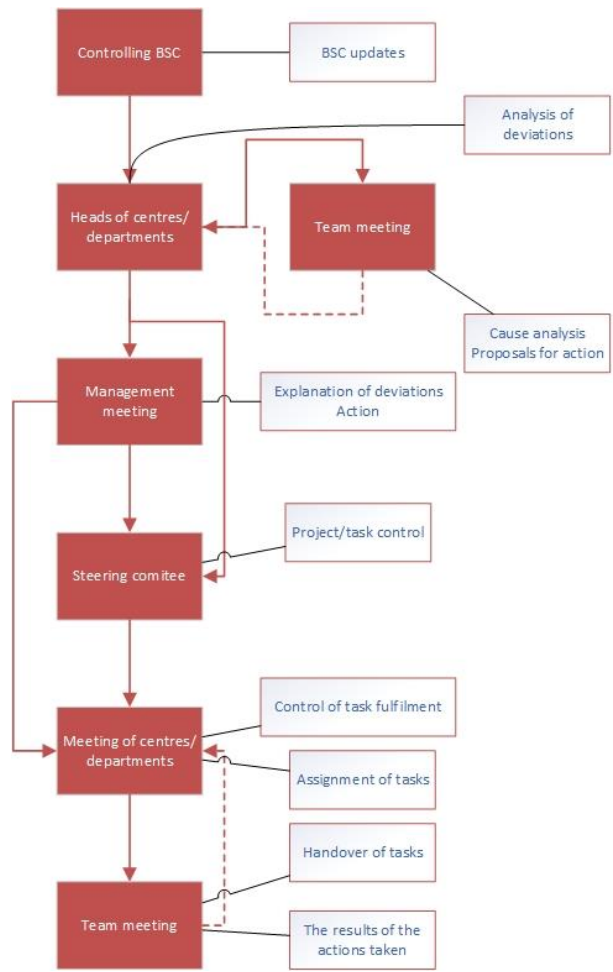 Controlling BSC
BSC updates
Analysis of
deviations
Heads of centres/
departments
Team meeting
Cause analysis
Proposals for action
Management
meeting
Explanation of deviations
Action
Project/task control
Steering comitee
Control of task fulfilment
Meeting of centres/
departments
Assignment of tasks
Handover of tasks
Team meeting
The results of the
actions taken